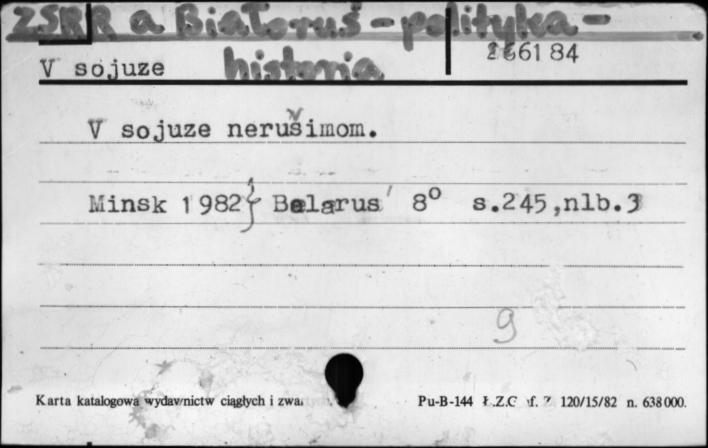 ZSRR a Białoruś - polityka -
historia
V sojuze
266184
V sojuze nerušimom.
Minsk 1982 Belarus' 8° s.245,nlb.3
9
Karta katalogowa wydawnictw ciągłych i zwa.
Pu-B-144 Ł.Z.G 120/15/82 n. 638000.